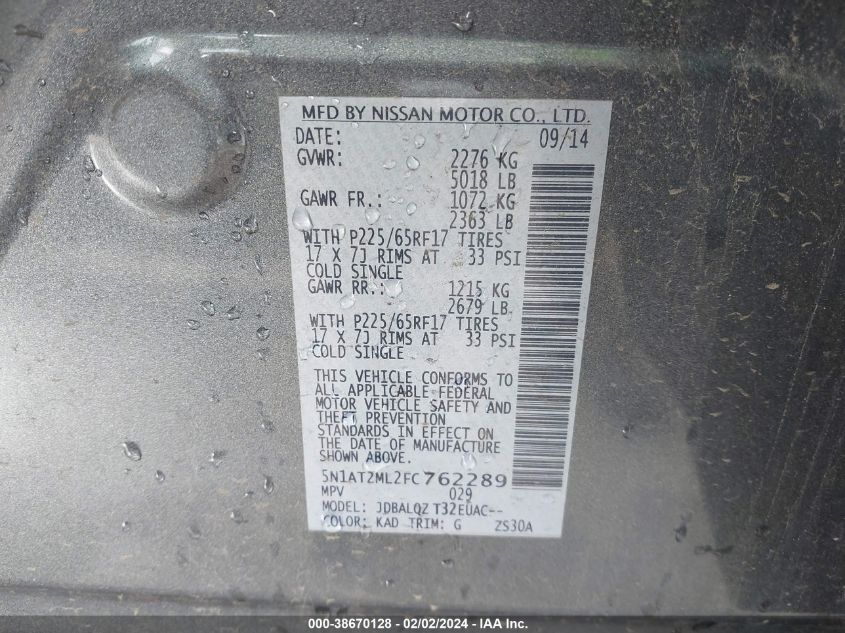 MFD BY NISSAN MOTOR CO., LTD.
DATE: 09/14
GVWR: 2276 KG
5018 LB
GAWR FR.: 1072 KG
2363 LB
WITH P225/65RF17 TIRES
17 X 7J RIMS AT 33 PSI
COLD SINGLE
GAWR RR.: 1215 KG
2679 LB
WITH P225/65RF17 TIRES
17 X 7J RIMS AT 33 PSI
COLD SINGLE
THIS VEHICLE CONFORMS TO
ALL APPLICABLE FEDERAL
MOTOR VEHICLE SAFETY AND
THEFT PREVENTION
STANDARDS IN EFFECT ON
THE DATE OF MANUFACTURE
SHOWN ABOVE.
5N1AT2ML2FC762289
MPV 029
MODEL: JDBALQZ T32EUAC--
COLOR: KAD TRIM: G ZS30A
000-38670128 - 02/02/2024 - IAA Inc.